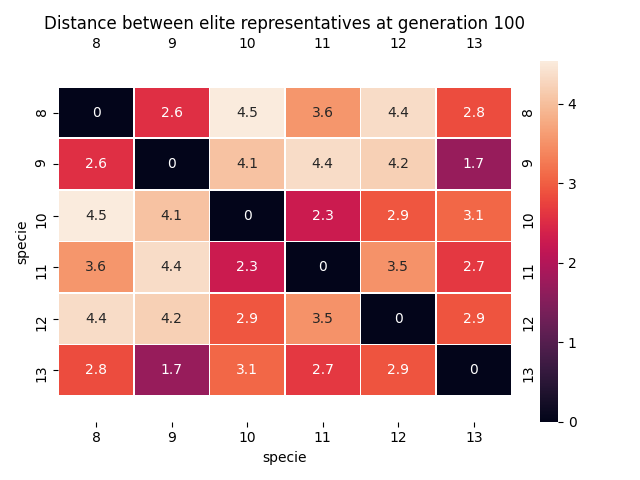 Distance between elite representatives at generation 100
8 9 10 11 12 13
8 0 2.6 4.5 3.6 4.4 2.8 8
9 2.6 0 4.1 4.4 4.2 1.7 9
10 4.5 4.1 0 2.3 2.9 3.1 10
11 3.6 4.4 2.3 0 3.5 2.7 11
12 4.4 4.2 2.9 3.5 0 2.9 12
13 2.8 1.7 3.1 2.7 2.9 0 13
8 9 10 11 12 13
specie
specie
4
3
2
1
0